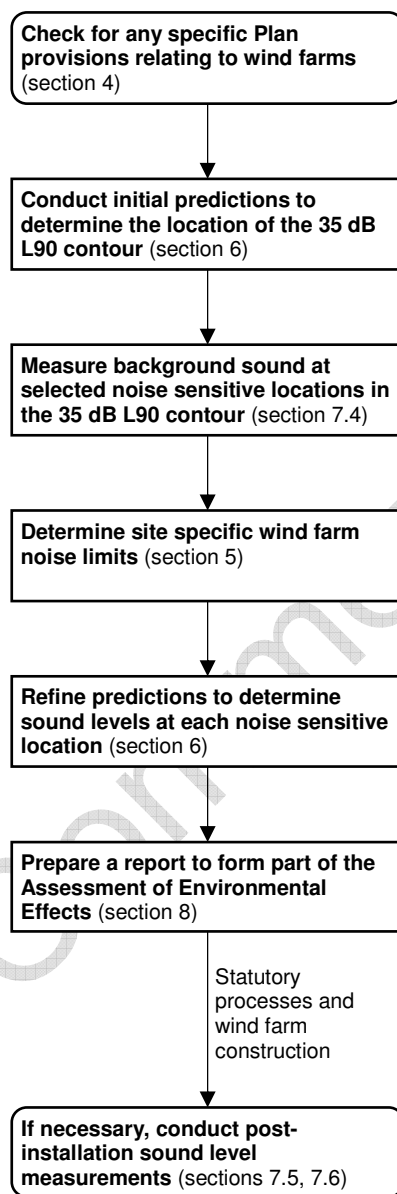 Check for any specific Plan
provisions relating to wind farms
(section 4)
Conduct initial predictions to
determine the location of the 35 dB
L90 contour (section 6)
Measure background sound at
selected noise sensitive locations in
the 35 dB L90 contour (section 7.4)
Determine site specific wind farm
noise limits (section 5)
Refine predictions to determine
sound levels at each noise sensitive
location (section 6)
Prepare a report to form part of the
Assessment of Environmental
Effects (section 8)
Statutory
processes and
wind farm
construction
If necessary, conduct post-
installation sound level
measurements (sections 7.5, 7.6)